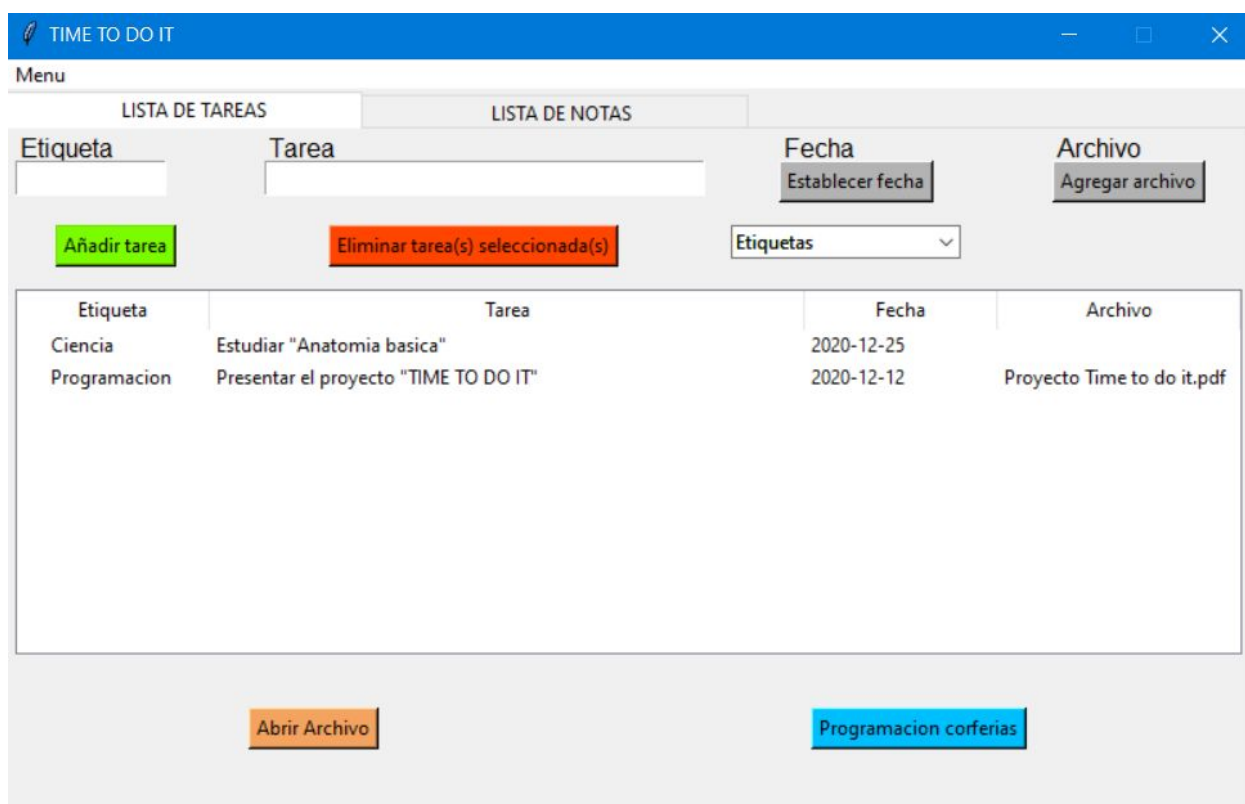 TIME TO DO IT
Menu
LISTA DE TAREAS LISTA DE NOTAS
Etiqueta Tarea Fecha Archivo
Establecer fecha Agregar archivo
Añadir tarea Eliminar tarea(s) seleccionada(s) Etiquetas
Etiqueta Tarea Fecha Archivo
Ciencia Estudiar "Anatomia basica" 2020-12-25
Programacion Presentar el proyecto "TIME TO DO IT" 2020-12-12 Proyecto Time to do it.pdf
Abrir Archivo Programacion corferias